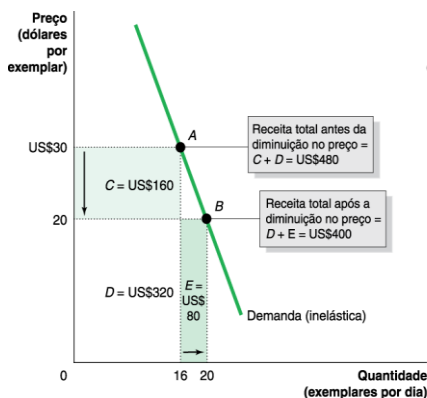 Preço
(dólares
por
exemplar)
A
US$30
Receita total antes da
diminuição no preço =
C + D = US$480
C = US$160
B
20
Receita total após a
diminuição no preço =
D + E = US$400
D = US$320
E =
US$
80
Demanda (inelástica)
0
16
20
Quantidade
(exemplares por dia)